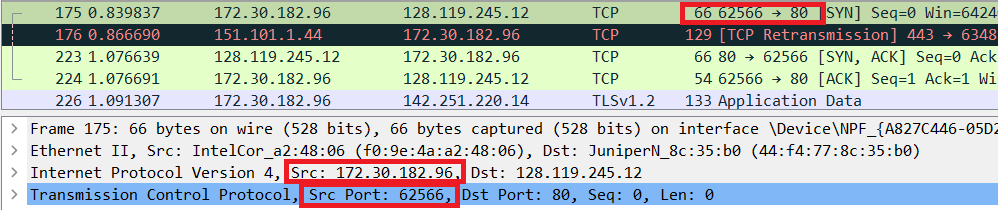 175 0.839837 172.30.182.96 128.119.245.12 TCP 66 62566 → 80 [SYN] Seq=0 Win=6424
176 0.866690 151.101.1.44 172.30.182.96 TCP 129 [TCP Retransmission] 443 → 6348
223 1.076639 128.119.245.12 172.30.182.96 TCP 66 80 → 62566 [SYN, ACK] Seq=0 Ack
224 1.076691 172.30.182.96 128.119.245.12 TCP 54 62566 → 80 [ACK] Seq=1 Ack=1 Wi
226 1.091307 172.30.182.96 142.251.220.14 TLSv1.2 133 Application Data
Frame 175: 66 bytes on wire (528 bits), 66 bytes captured (528 bits) on interface \Device\NPF_{A827C446-05D2
Ethernet II, Src: IntelCor_a2:48:06 (f0:9e:4a:a2:48:06), Dst: JuniperN_8c:35:b0 (44:f4:77:8c:35:b0)
Internet Protocol Version 4, Src: 172.30.182.96, Dst: 128.119.245.12
Transmission Control Protocol, Src Port: 62566, Dst Port: 80, Seq: 0, Len: 0